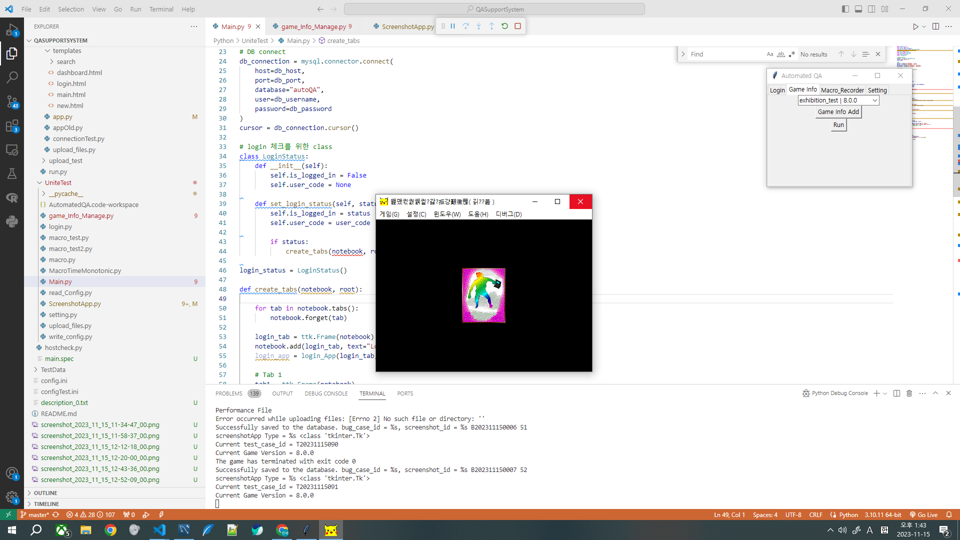 File Edit Selection View Go Run Terminal Help
QASupportSystem
EXPLORER
QASUPPORTSYSTEM
templates
search
dashboard.html
login.html
main.html
new.html
app.py M
appOld.py
connectionTest.py
upload_files.py
upload_test
run.py
UniteTest
__pycache__
AutomatedQA.code-workspace
game_info_Manage.py 9
login.py
macro_test.py
macro_test2.py
macro.py
MacroTimeMonotonic.py
Main.py 9
read_Config.py
ScreenshotApp.py 9+, M
setting.py
upload_files.py
write_config.py
hostcheck.py
main.spec U
TestData
config.ini
configTest.ini
description_0.txt U
README.md
screenshot_2023_11_15_11-34-47_00.png U
screenshot_2023_11_15_11-58-37_00.png U
screenshot_2023_11_15_12-12-18_00.png U
screenshot_2023_11_15_12-20-00_00.png U
screenshot_2023_11_15_12-43-36_00.png U
screenshot_2023_11_15_12-52-09_00.png U
OUTLINE
TIMELINE
Main.py 9
game_Info_Manage.py 9
ScreenshotApp.py
Python > UniteTest > Main.py > create_tabs
Find
Aa ab No results
23 # DB connect
24 db_connection = mysql.connector.connect(
25 host=db_host,
26 port=db_port,
27 database="autoQA",
28 user=db_username,
29 password=db_password
30 )
31 cursor = db_connection.cursor()
32
33 # login 체크를 위한 class
34 class LoginStatus:
35 def __init__(self):
36 self.is_logged_in = False
37 self.user_code = None
38
39 def set_login_status(self, stat
40 self.is_logged_in = status
41 self.user_code = user_code
42
43 if status:
44 create_tabs(notebook, r
45
46 login_status = LoginStatus()
47
48 def create_tabs(notebook, root):
49
50 for tab in notebook.tabs():
51 notebook.forget(tab)
52
53 login_tab = ttk.Frame(notebook)
54 notebook.add(login_tab, text="L
55 login_app = login_App(login_tab
56
57 # Tab 1
Automated QA
Login Game Info Macro_Recorder Setting
exhibition_test | 8.0.0
Game Info Add
Run
게임(G) 설정(C) 윈도우(W) 도움(H) 디버그(D)
PROBLEMS 139 OUTPUT DEBUG CONSOLE TERMINAL PORTS
Python Debug Console
Performance File
Error occurred while uploading files: [Errno 2] No such file or directory: ''
Successfully saved to the database. bug_case_id = %s, screenshot_id = %s B202311150006 51
screenshotApp Type = %s <class 'tkinter.Tk'>
Current test_case_id = T20231115090
Current Game Version = 8.0.0
The game has terminated with exit code 0
Successfully saved to the database. bug_case_id = %s, screenshot_id = %s B202311150007 52
screenshotApp Type = %s <class 'tkinter.Tk'>
Current test_case_id = T20231115091
Current Game Version = 8.0.0
master* 4 28 107 0
Ln 49, Col 1 Spaces: 4 UTF-8 CRLF Python 3.10.11 64-bit Go Live
A
오후 1:43
2023-11-15